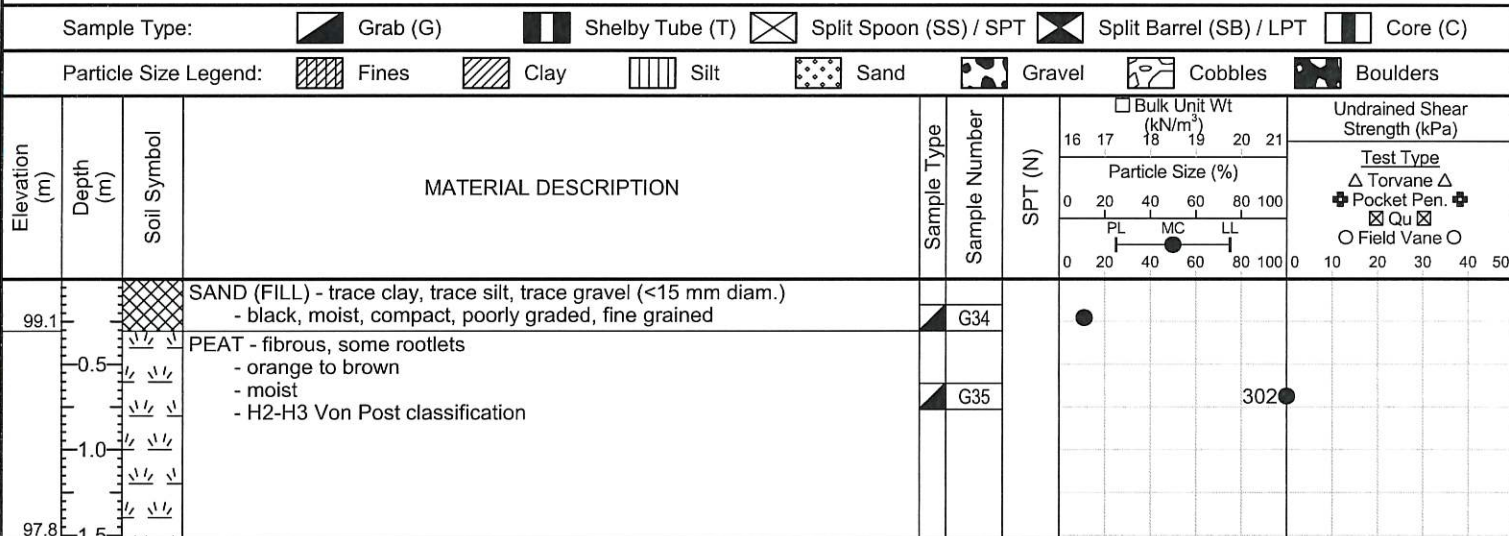 Sample Type: Grab (G) Shelby Tube (T) Split Spoon (SS) / SPT Split Barrel (SB) / LPT Core (C)
Particle Size Legend: Fines Clay Silt Sand Gravel Cobbles Boulders
Elevation (m)
Depth (m)
Soil Symbol
MATERIAL DESCRIPTION
Sample Type
Sample Number
SPT (N)
Bulk Unit Wt
(kN/m³)
16 17 18 19 20 21
Particle Size (%)
0 20 40 60 80 100
PL MC LL
0 20 40 60 80 100
Undrained Shear
Strength (kPa)
Test Type
△ Torvane △
Pocket Pen.
☒ Qu ☒
○ Field Vane ○
0 10 20 30 40 50
SAND (FILL) - trace clay, trace silt, trace gravel (<15 mm diam.)
- black, moist, compact, poorly graded, fine grained
99.1
G34
PEAT - fibrous, some rootlets
0.5
- orange to brown
- moist
G35
302
- H2-H3 Von Post classification
1.0
97.8
1.5